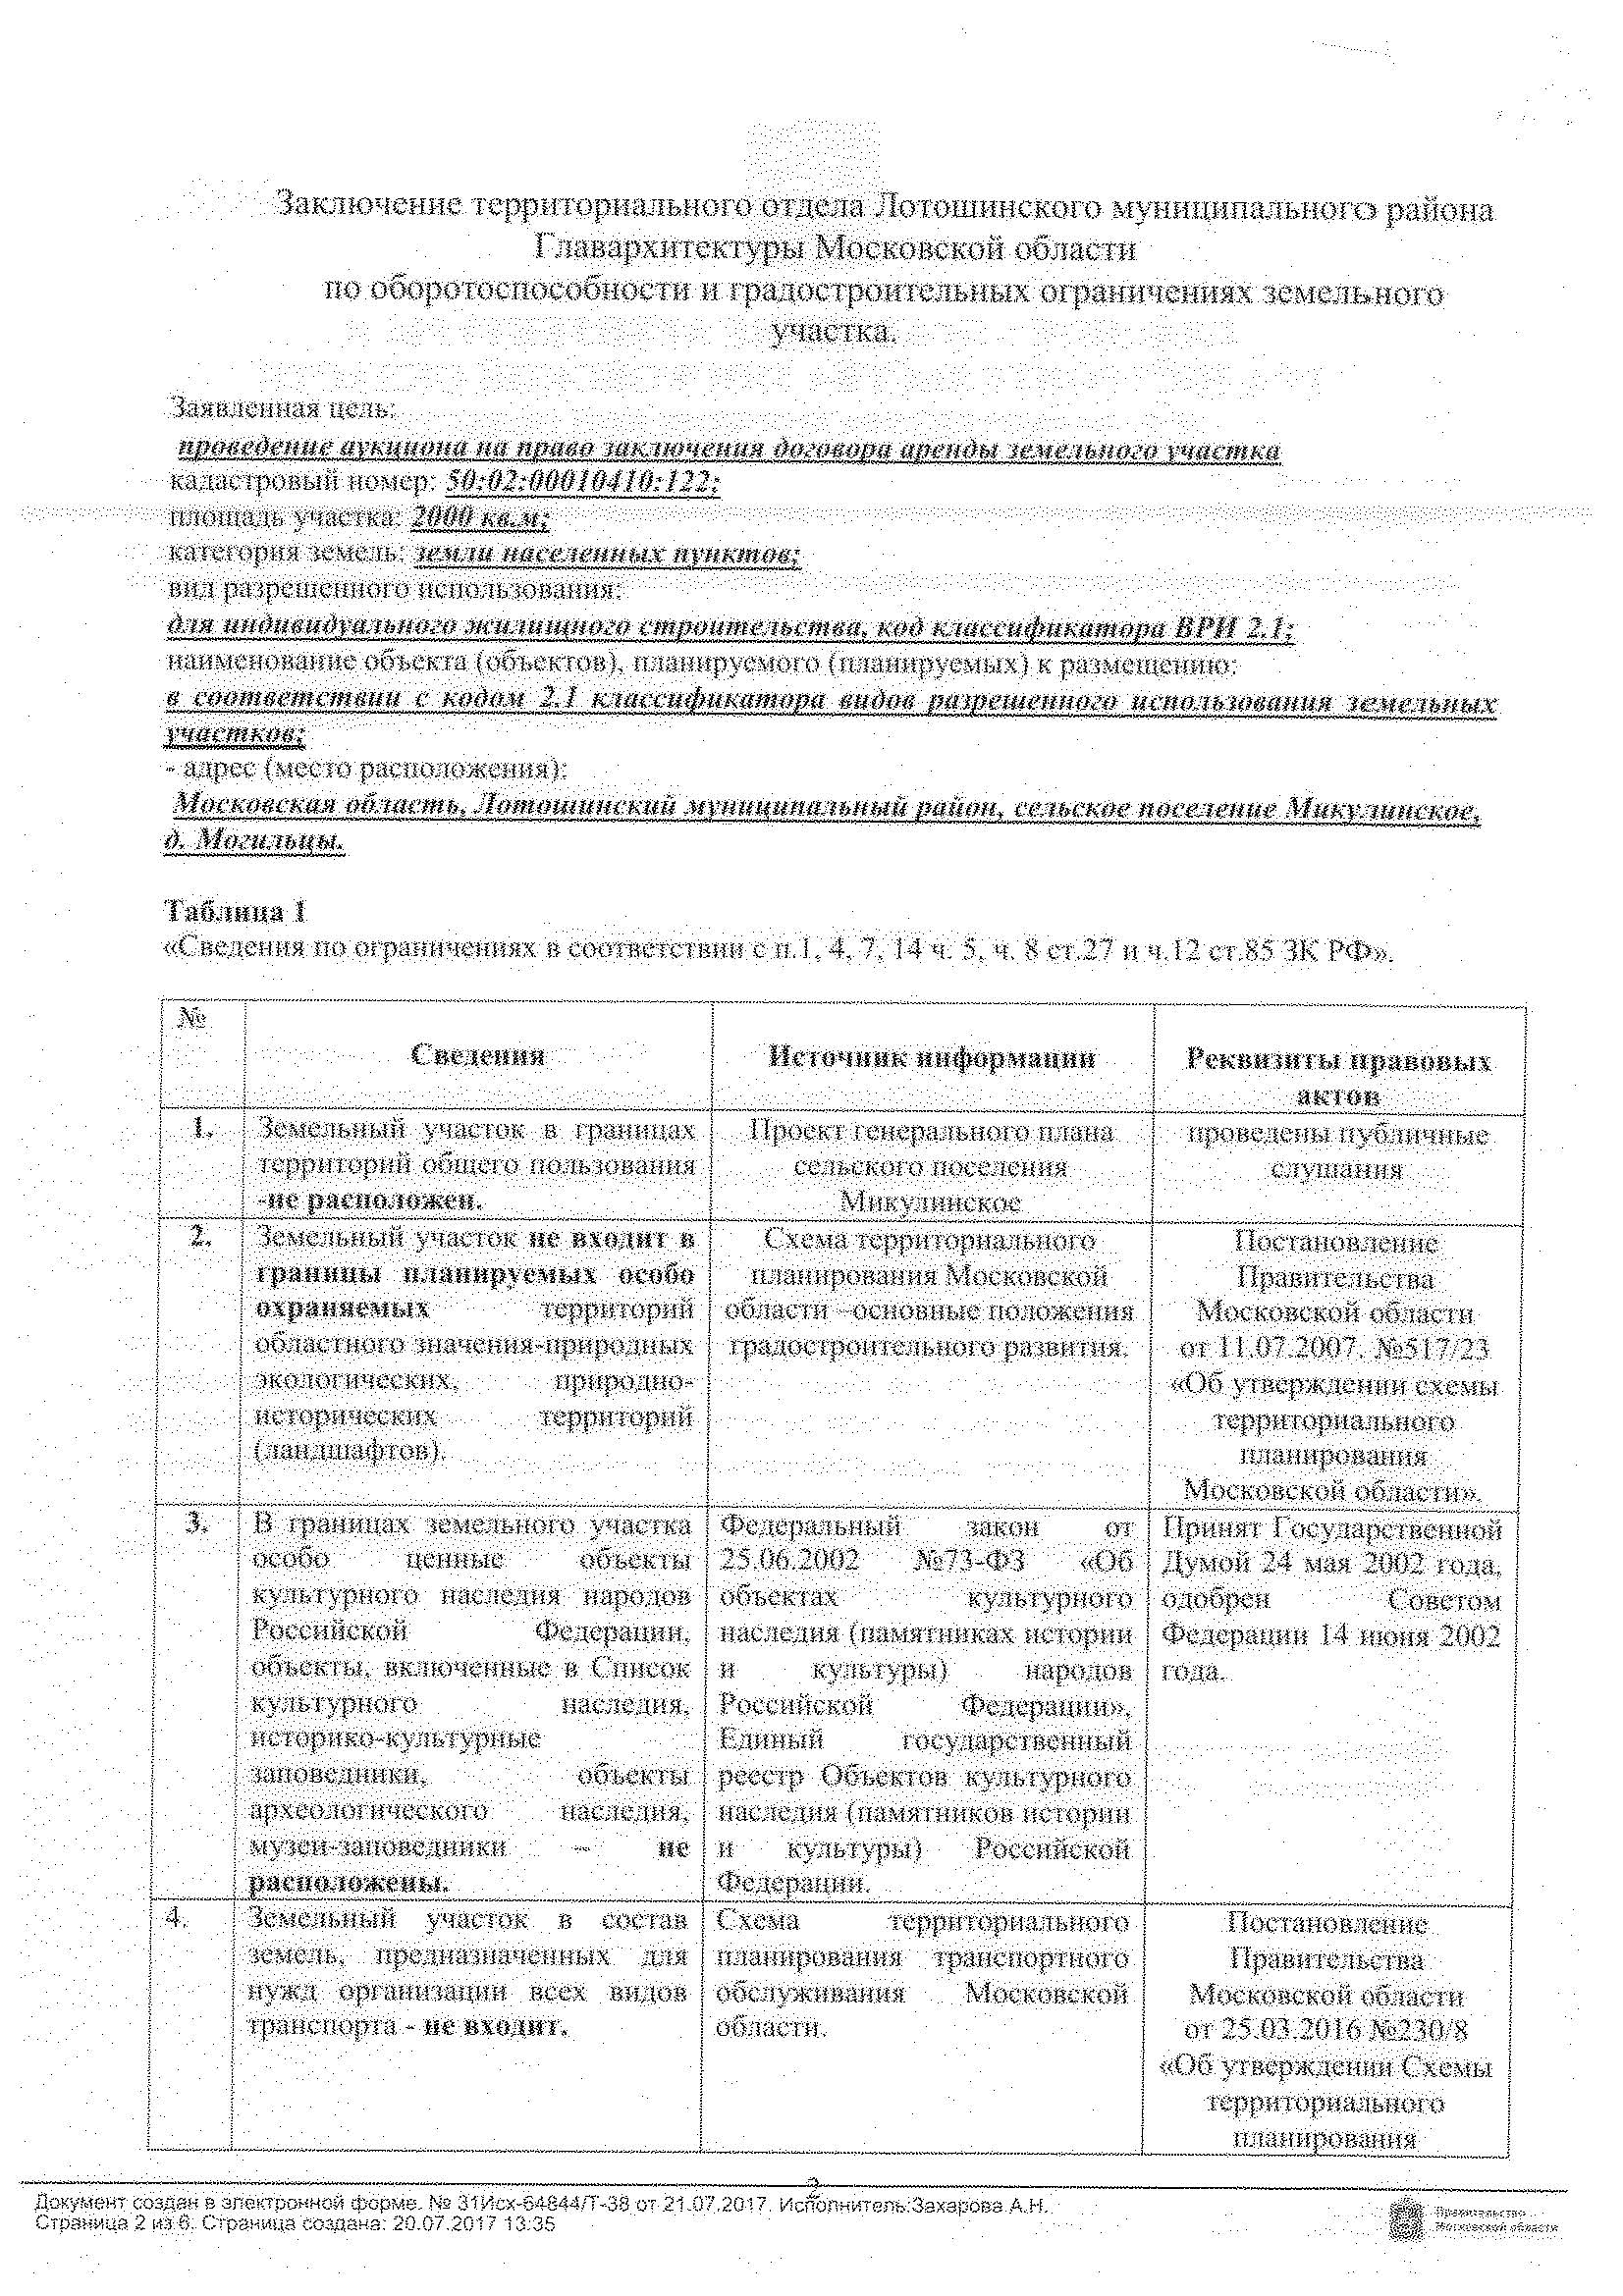 Заключение территориального отдела Лотошинского муниципального района
Главархитектуры Московской области
по оборотоспособности и градостроительных ограничениях земельного
участка.
Заявленная цель:
проведение аукциона на право заключения договора аренды земельного участка
кадастровый номер: 50:02:00010410:122;
площадь участка: 2000 кв.м;
категория земель: земли населенных пунктов;
вид разрешенного использования:
для индивидуального жилищного строительства, код классификатора ВРИ 2.1;
наименование объекта (объектов), планируемого (планируемых) к размещению:
в соответствии с кодом 2.1 классификатора видов разрешенного использования земельных
участков;
- адрес (место расположения):
Московская область, Лотошинский муниципальный район, сельское поселение Микулинское,
д. Могильцы.
Таблица 1
«Сведения по ограничениях в соответствии с п.1, 4, 7, 14 ч. 5, ч. 8 ст.27 и ч.12 ст.85 ЗК РФ».
№
Сведения
Источник информации
Реквизиты правовых
актов
1.
Земельный участок в границах
территорий общего пользования
-не расположен.
Проект генерального плана
сельского поселения
Микулинское
проведены публичные
слушания
2.
Земельный участок не входит в
границы планируемых особо
охраняемых территорий
областного значения-природных
экологических, природно-
исторических территорий
(ландшафтов).
Схема территориального
планирования Московской
области –основные положения
градостроительного развития.
Постановление
Правительства
Московской области
от 11.07.2007. №517/23
«Об утверждении схемы
территориального
планирования
Московской области».
3.
В границах земельного участка
особо ценные объекты
культурного наследия народов
Российской Федерации,
объекты, включенные в Список
культурного наследия,
историко-культурные
заповедники, объекты
археологического наследия,
музеи-заповедники – не
расположены.
Федеральный закон от
25.06.2002 №73-ФЗ «Об
объектах культурного
наследия (памятниках истории
и культуры) народов
Российской Федерации»,
Единый государственный
реестр Объектов культурного
наследия (памятников истории
и культуры) Российской
Федерации.
Принят Государственной
Думой 24 мая 2002 года,
одобрен Советом
Федерации 14 июня 2002
года.
4.
Земельный участок в состав
земель, предназначенных для
нужд организации всех видов
транспорта - не входит.
Схема территориального
планирования транспортного
обслуживания Московской
области.
Постановление
Правительства
Московской области
от 25.03.2016 №230/8
«Об утверждении Схемы
территориального
планирования
Документ создан в электронной форме. № 31Исх-64844/Т-38 от 21.07.2017. Исполнитель:Захарова А.Н.
Страница 2 из 6. Страница создана: 20.07.2017 13:35
Правительство
Московской области